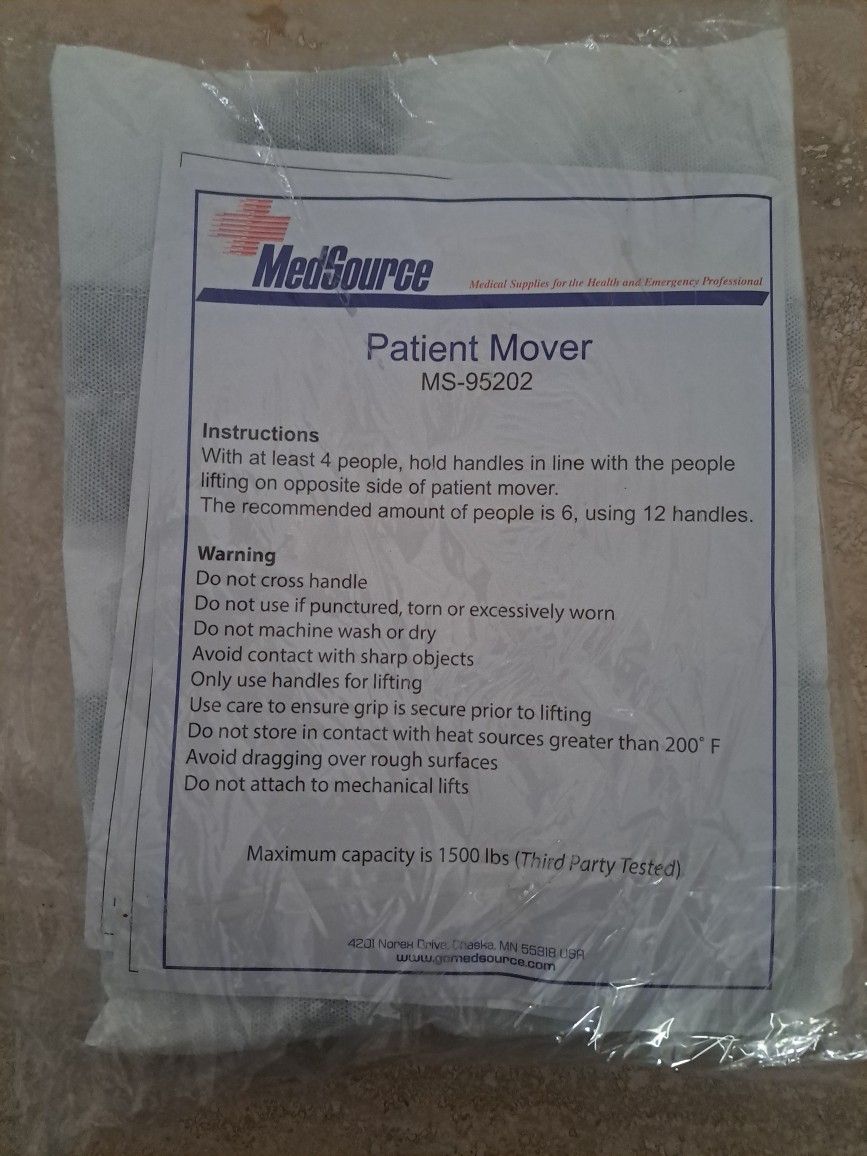 MedSource
Medical Supplies for the Health and Emergency Professional
Patient Mover
MS-95202
Instructions
With at least 4 people, hold handles in line with the people
lifting on opposite side of patient mover.
The recommended amount of people is 6, using 12 handles.
Warning
Do not cross handle
Do not use if punctured, torn or excessively worn
Do not machine wash or dry
Avoid contact with sharp objects
Only use handles for lifting
Use care to ensure grip is secure prior to lifting
Do not store in contact with heat sources greater than 200° F
Avoid dragging over rough surfaces
Do not attach to mechanical lifts
Maximum capacity is 1500 lbs (Third Party Tested)
4201 Norex Drive, Chaska, MN 55318 USA
www.gomedsource.com